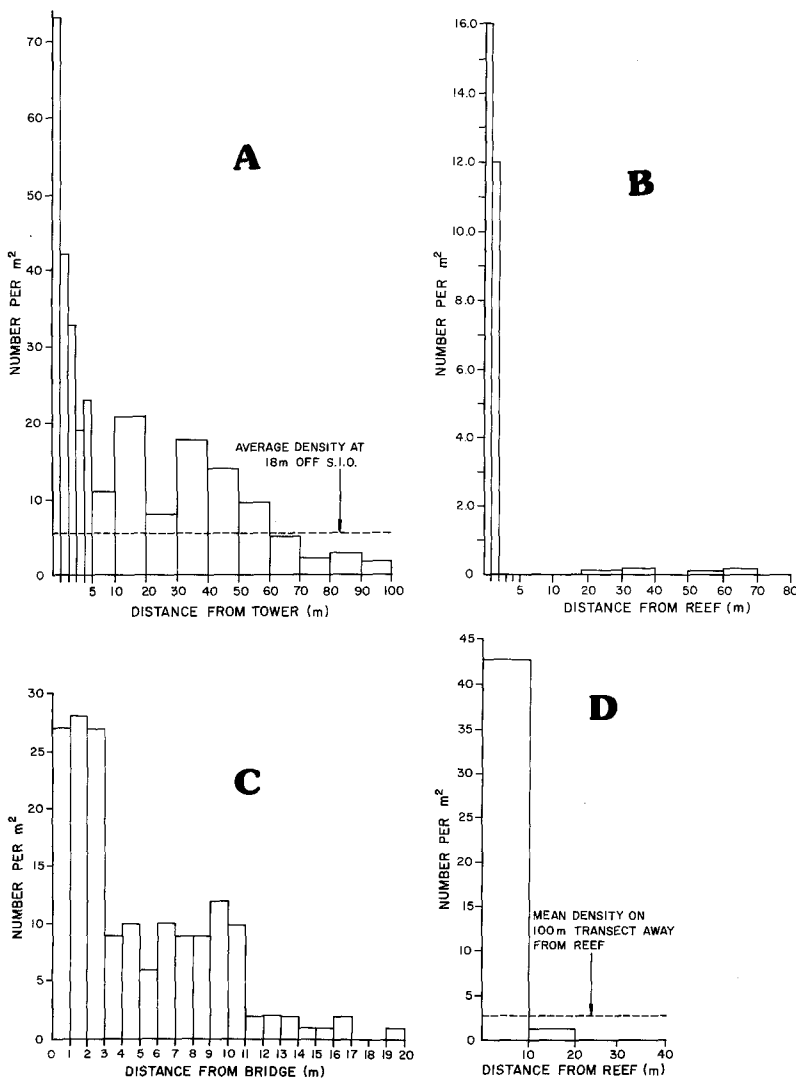 70
60
50
40
30
20
10
0
NUMBER PER m²
A
AVERAGE DENSITY AT
18m OFF S.I.O.
5 10 20 30 40 50 60 70 80 90 100
DISTANCE FROM TOWER (m)
16.0
14.0
12.0
10.0
8.0
6.0
4.0
2.0
0
NUMBER PER m²
B
5 10 20 30 40 50 60 70 80
DISTANCE FROM REEF (m)
30
25
20
15
10
5
0
NUMBER PER m²
C
0 1 2 3 4 5 6 7 8 9 10 11 12 13 14 15 16 17 18 19 20
DISTANCE FROM BRIDGE (m)
45
40
35
30
25
20
15
10
5
0
NUMBER PER m²
D
MEAN DENSITY ON
100m TRANSECT AWAY
FROM REEF
10 20 40
DISTANCE FROM REEF (m)